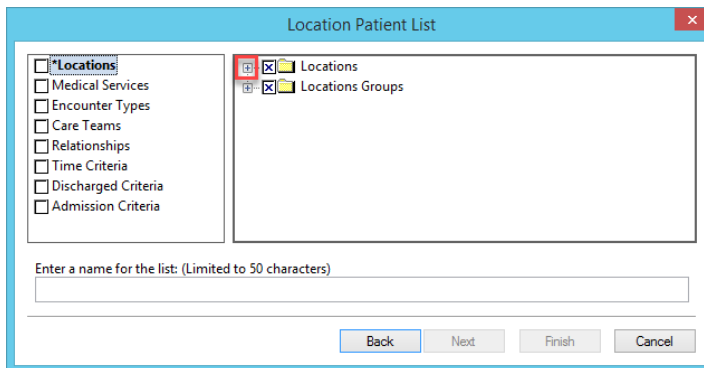 Location Patient List
*Locations
Medical Services
Encounter Types
Care Teams
Relationships
Time Criteria
Discharged Criteria
Admission Criteria
Locations
Locations Groups
Enter a name for the list: (Limited to 50 characters)
Back Next Finish Cancel